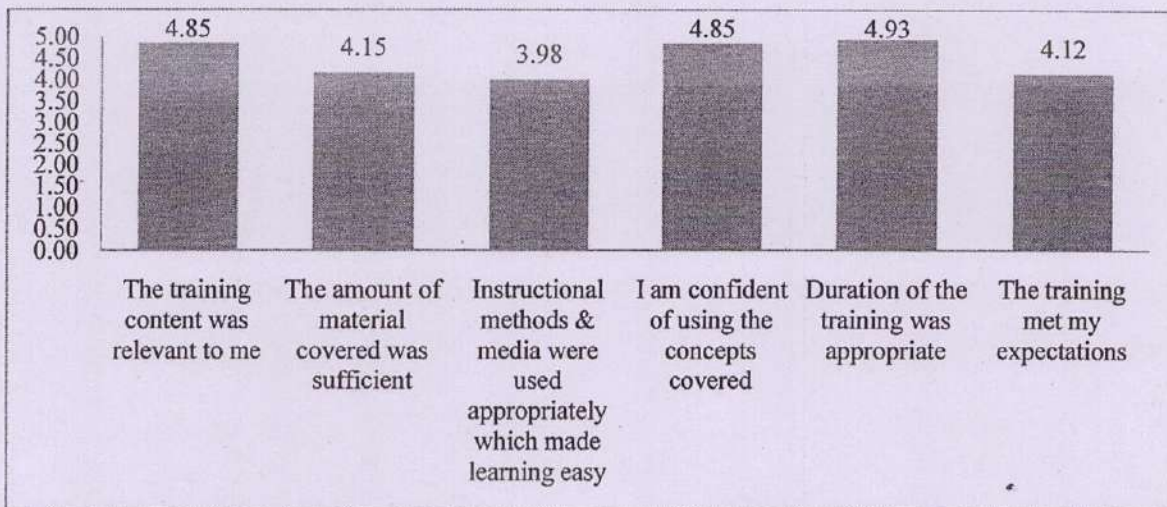 4.85
4.15
3.98
4.85
4.93
4.12
5.00
4.50
4.00
3.50
3.00
2.50
2.00
1.50
1.00
0.50
0.00
The training
content was
relevant to me
The amount of
material
covered was
sufficient
Instructional
methods &
media were
used
appropriately
which made
learning easy
I am confident
of using the
concepts
covered
Duration of the
training was
appropriate
The training
met my
expectations